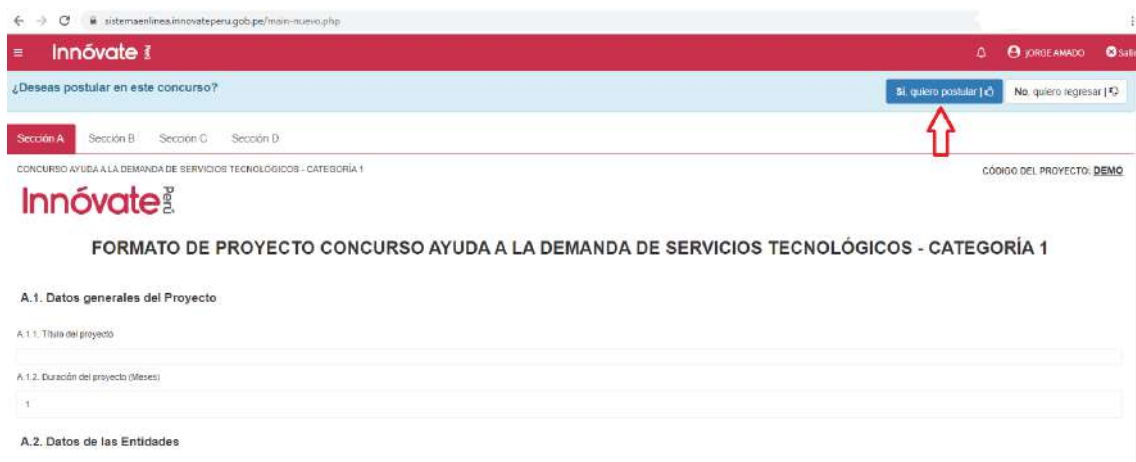 sistemaenlinea.innovateperu.gob.pe/main-nuevo.php
Innóvate Perú
JORGE AMADO
¿Deseas postular en este concurso?
Sí, quiero postular |
No, quiero regresar |
Sección A Sección B Sección C Sección D
CONCURSO AYUDA A LA DEMANDA DE SERVICIOS TECNOLÓGICOS - CATEGORÍA 1
CÓDIGO DEL PROYECTO: DEMO
Innóvate Perú
FORMATO DE PROYECTO CONCURSO AYUDA A LA DEMANDA DE SERVICIOS TECNOLÓGICOS - CATEGORÍA 1
A.1. Datos generales del Proyecto
A.1.1. Título del proyecto
A.1.2. Duración del proyecto (Meses)
1
A.2. Datos de las Entidades